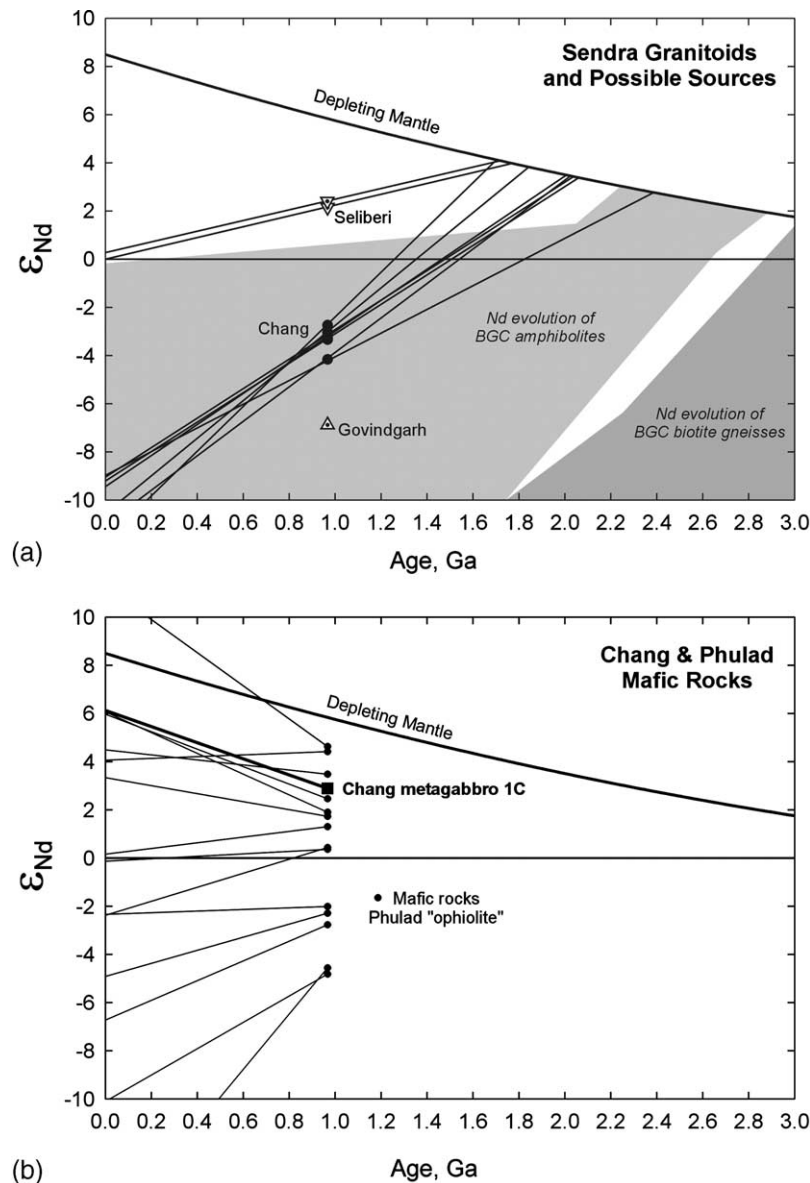 10
8
6
4
2
0
-2
-4
-6
-8
-10
εNd
Sendra Granitoids
and Possible Sources
Depleting Mantle
Seliberi
Chang
Govindgarh
Nd evolution of
BGC amphibolites
Nd evolution of
BGC biotite gneisses
0.0 0.2 0.4 0.6 0.8 1.0 1.2 1.4 1.6 1.8 2.0 2.2 2.4 2.6 2.8 3.0
Age, Ga
(a)
10
8
6
4
2
0
-2
-4
-6
-8
-10
εNd
Chang & Phulad
Mafic Rocks
Depleting Mantle
Chang metagabbro 1C
Mafic rocks
Phulad "ophiolite"
0.0 0.2 0.4 0.6 0.8 1.0 1.2 1.4 1.6 1.8 2.0 2.2 2.4 2.6 2.8 3.0
Age, Ga
(b)